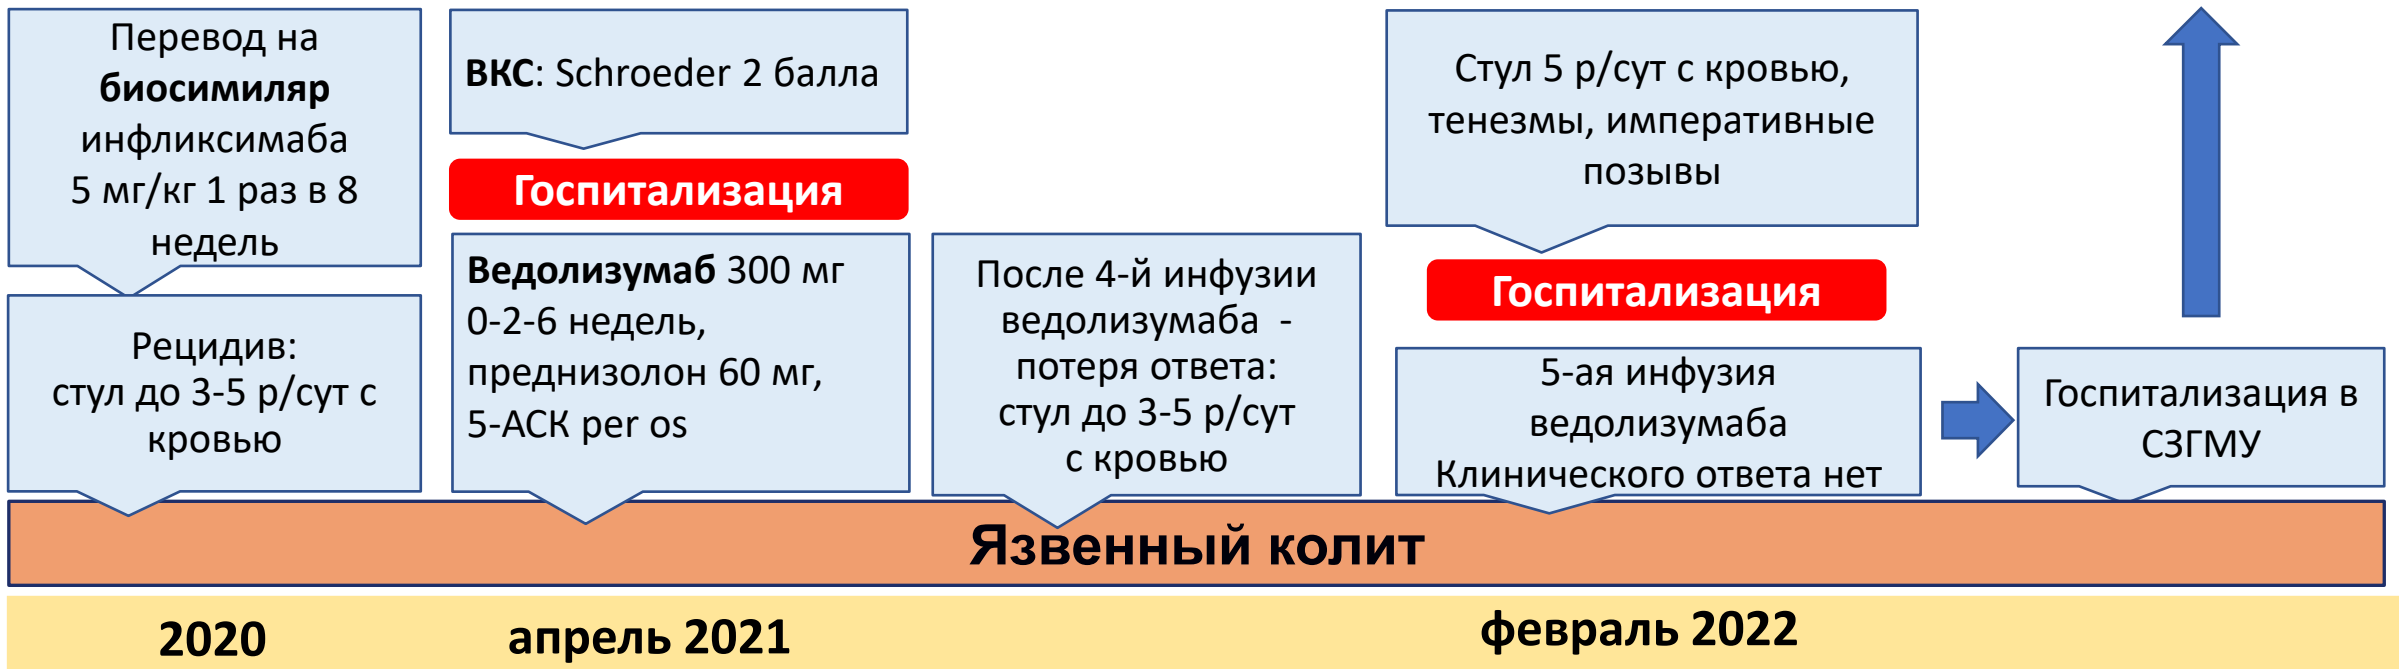 Перевод на
биосимиляр
инфликсимаба
5 мг/кг 1 раз в 8
недель
Рецидив:
стул до 3-5 р/сут с
кровью
ВКС: Schroeder 2 балла
Госпитализация
Ведолизумаб 300 мг
0-2-6 недель,
преднизолон 60 мг,
5-АСК per os
После 4-й инфузии
ведолизумаба -
потеря ответа:
стул до 3-5 р/сут
с кровью
Стул 5 р/сут с кровью,
тенезмы, императивные
позывы
Госпитализация
5-ая инфузия
ведолизумаба
Клинического ответа нет
Госпитализация в
СЗГМУ
Язвенный колит
2020
апрель 2021
февраль 2022